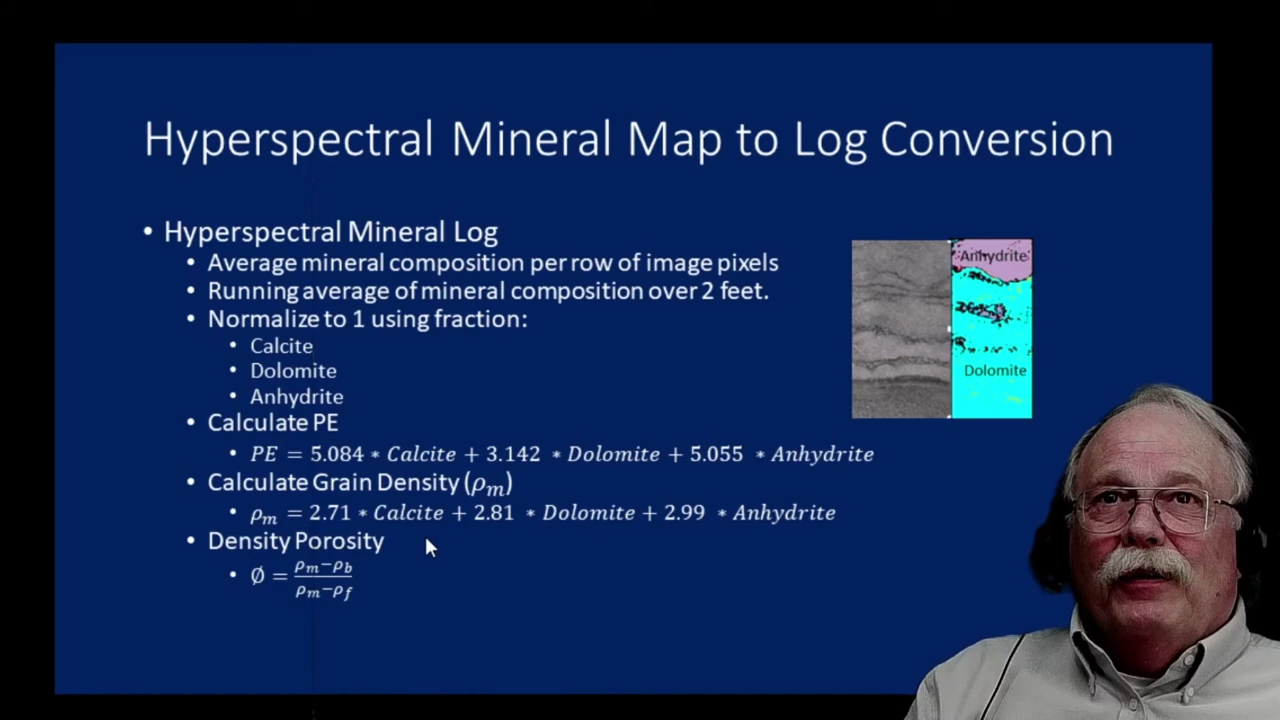 Hyperspectral Mineral Map to Log Conversion
• Hyperspectral Mineral Log
• Average mineral composition per row of image pixels
• Running average of mineral composition over 2 feet.
• Normalize to 1 using fraction:
• Calcite
• Dolomite
• Anhydrite
• Calculate PE
• PE = 5.084 * Calcite + 3.142 * Dolomite + 5.055 * Anhydrite
• Calculate Grain Density (ρm)
• ρm = 2.71 * Calcite + 2.81 * Dolomite + 2.99 * Anhydrite
• Density Porosity
• Ø = ρm−ρb / ρm−ρf
Anhydrite
Dolomite